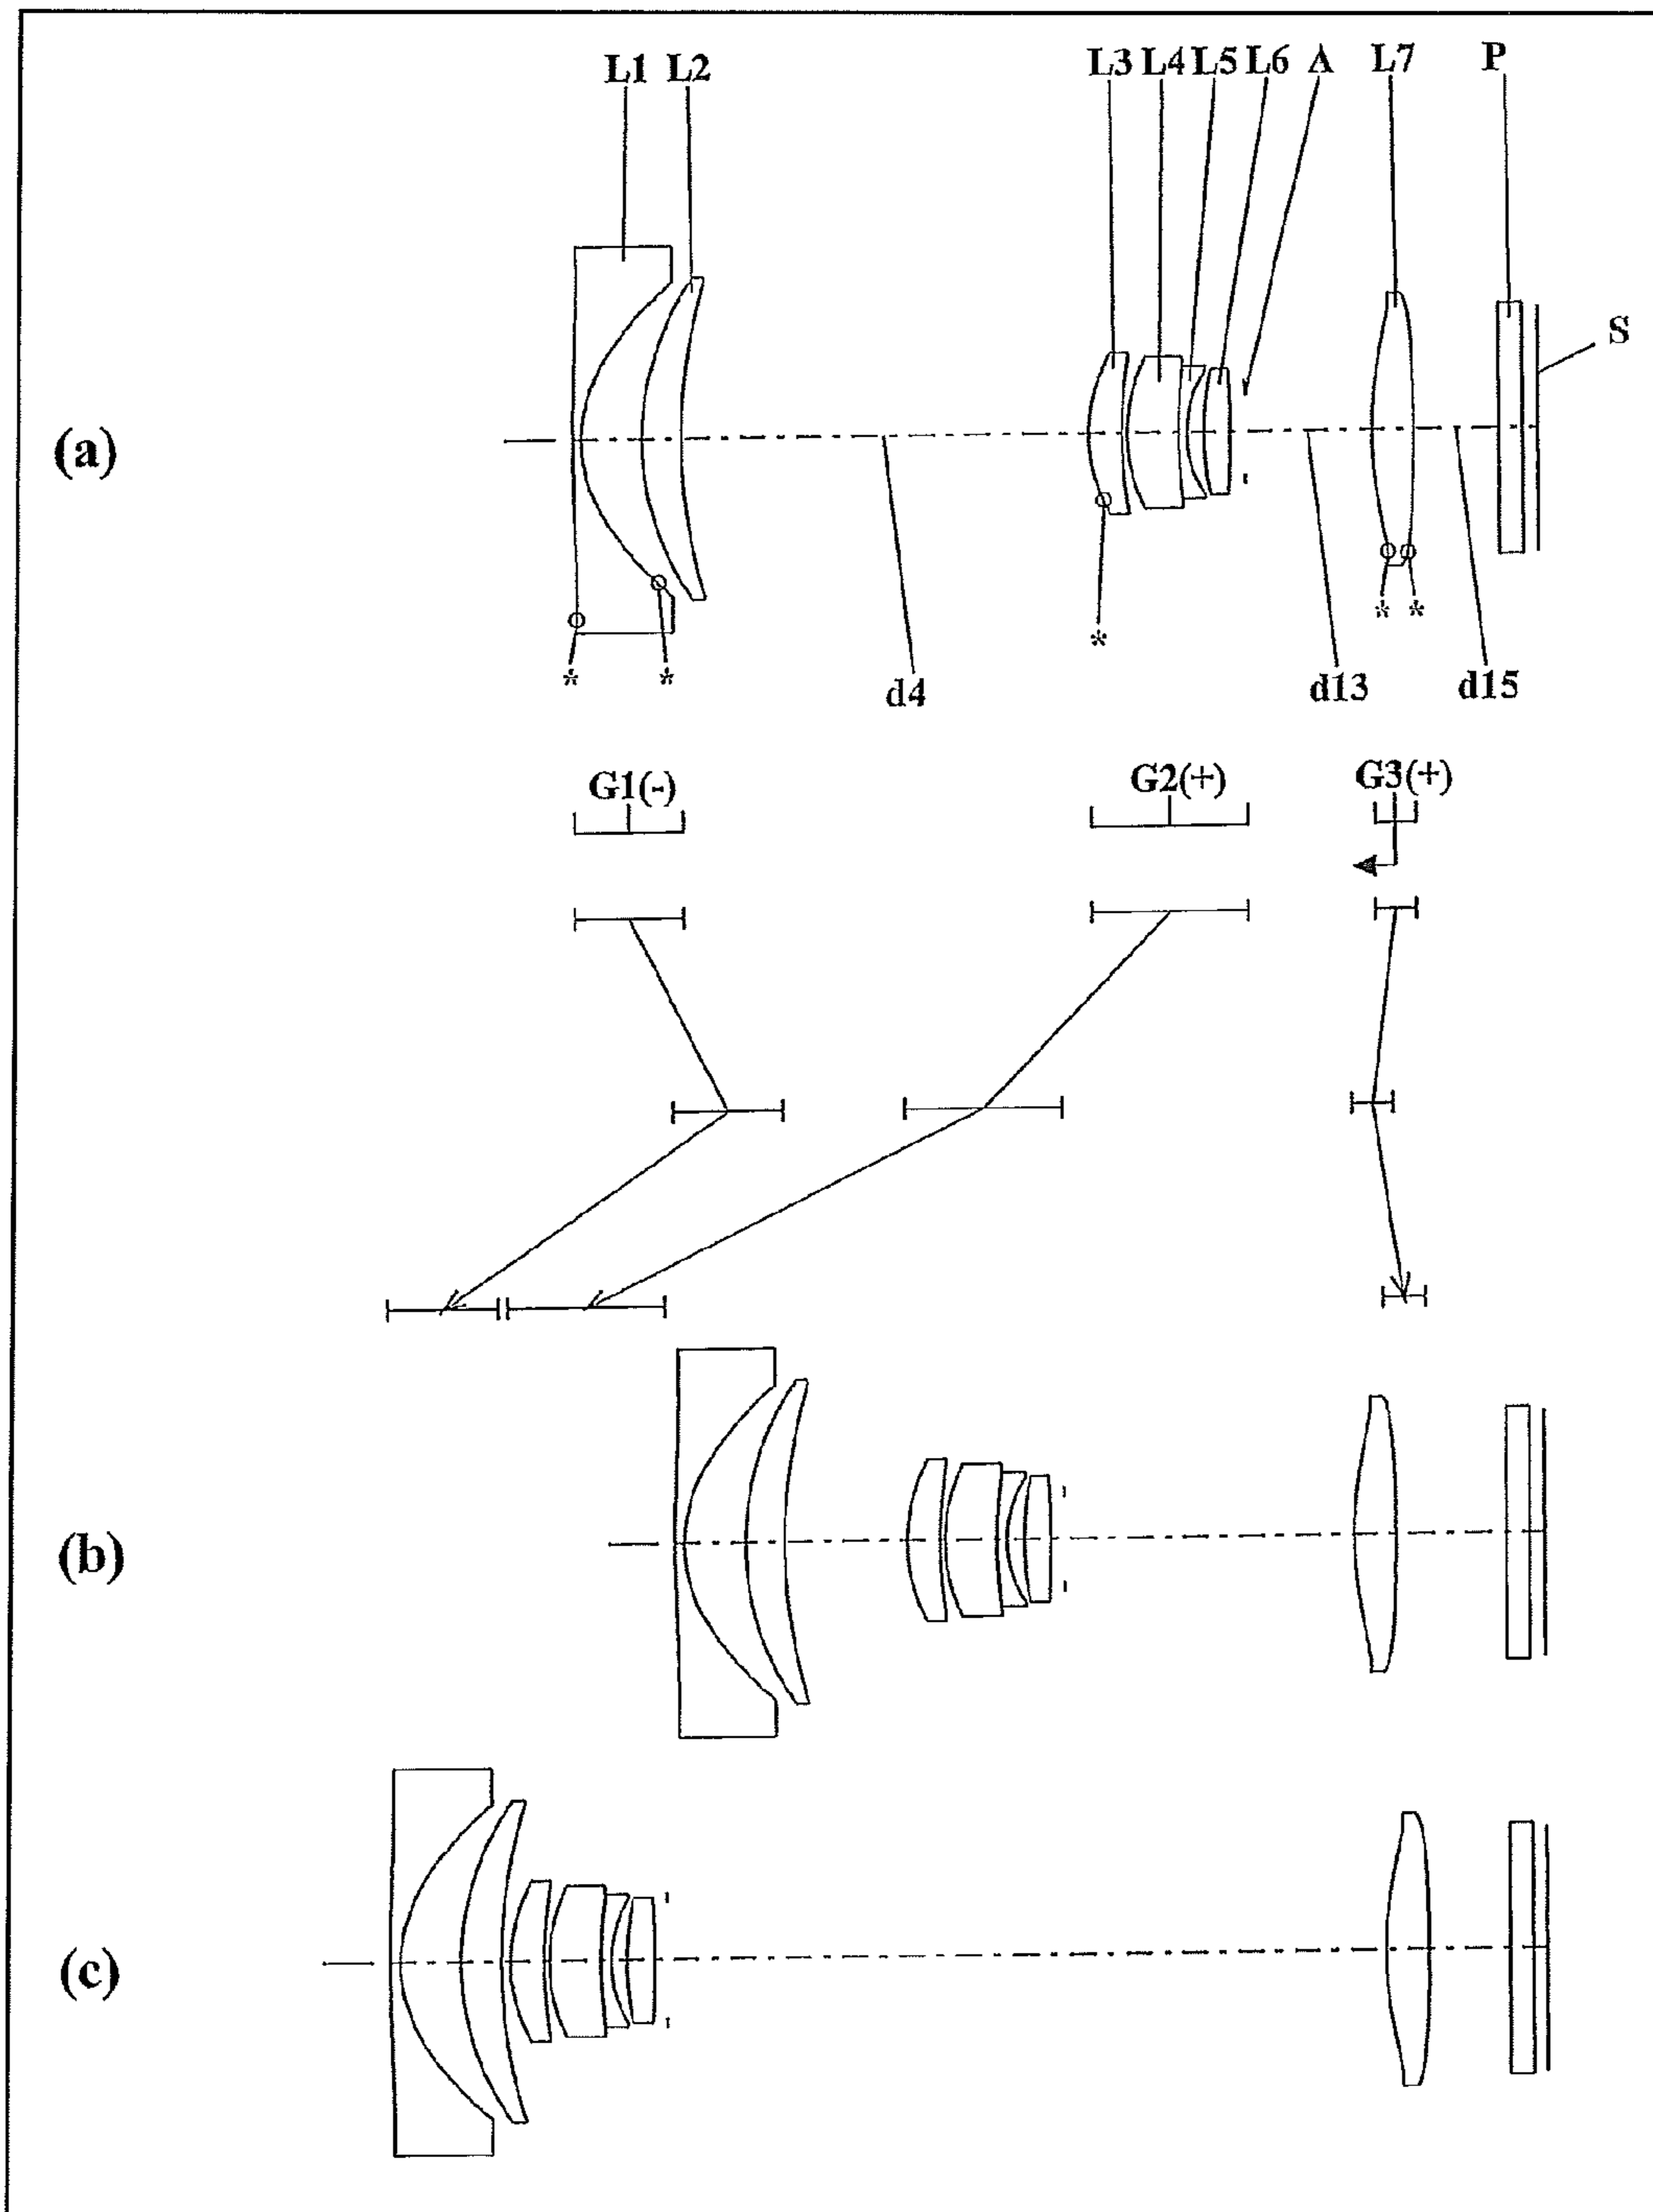 L1 L2 L3 L4 L5 L6 A L7 P
S
(a)
* * * * *
d4 d13 d15
G1(-) G2(+) G3(+)
(b)
(c)